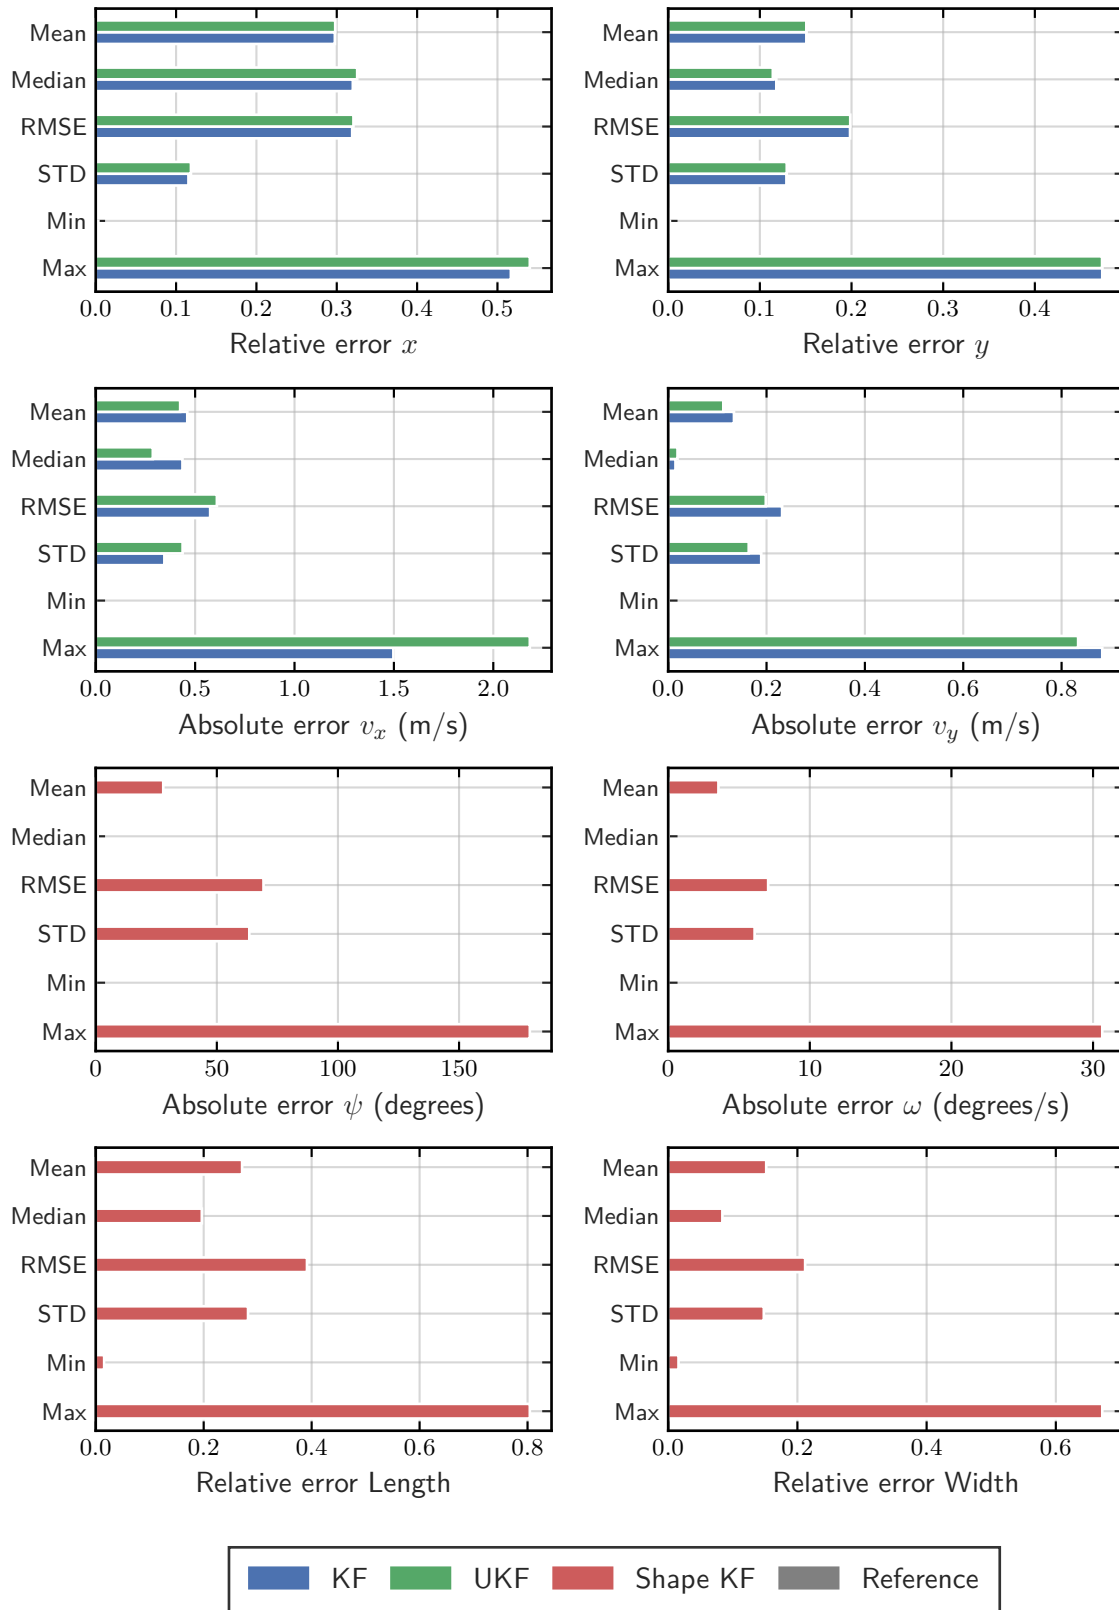 Mean
Median
RMSE
STD
Min
Max
0.0 0.1 0.2 0.3 0.4 0.5
Relative error x
Mean
Median
RMSE
STD
Min
Max
0.0 0.1 0.2 0.3 0.4
Relative error y
Mean
Median
RMSE
STD
Min
Max
0.0 0.5 1.0 1.5 2.0
Absolute error v_x (m/s)
Mean
Median
RMSE
STD
Min
Max
0.0 0.2 0.4 0.6 0.8
Absolute error v_y (m/s)
Mean
Median
RMSE
STD
Min
Max
0 50 100 150
Absolute error ψ (degrees)
Mean
Median
RMSE
STD
Min
Max
0 10 20 30
Absolute error ω (degrees/s)
Mean
Median
RMSE
STD
Min
Max
0.0 0.2 0.4 0.6 0.8
Relative error Length
Mean
Median
RMSE
STD
Min
Max
0.0 0.2 0.4 0.6
Relative error Width
KF UKF Shape KF Reference